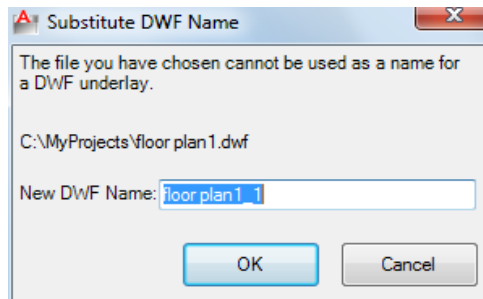 Substitute DWF Name
The file you have chosen cannot be used as a name for
a DWF underlay.
C:\MyProjects\floor plan1.dwf
New DWF Name: floor plan1_1
OK Cancel